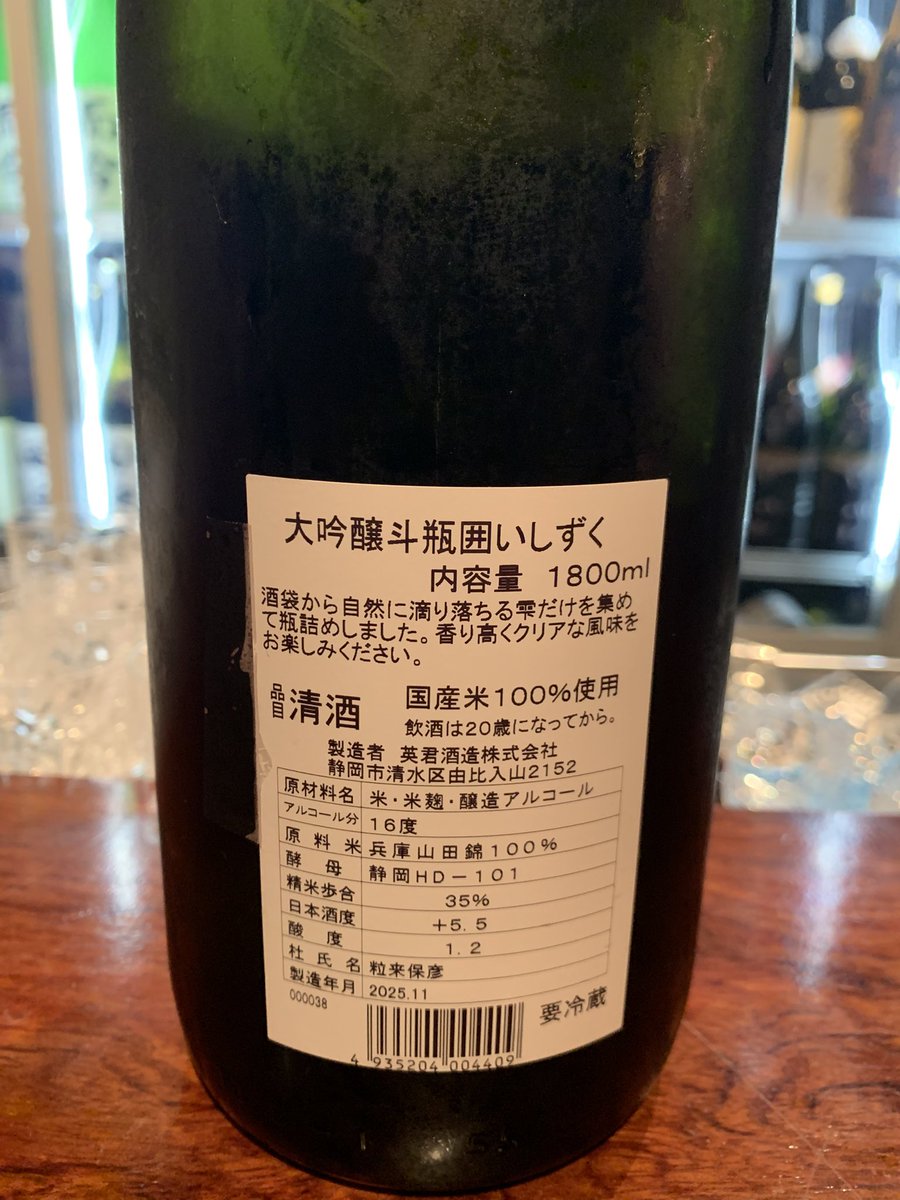 大吟醸斗瓶囲いしずく
内容量 1800ml
酒袋から自然に滴り落ちる雫だけを集め
て瓶詰めしました。香り高くクリアな風味を
お楽しみください。
品目 清酒 国産米100%使用
飲酒は20歳になってから。
製造者 英君酒造株式会社
静岡市清水区由比入山2152
原材料名 米・米麹・醸造アルコール
アルコール分 16度
原料米 兵庫山田錦100%
酵母 静岡HD-101
精米歩合 35%
日本酒度 +5.5
酸度 1.2
杜氏名 粒来保彦
製造年月 2025.11
000038 要冷蔵
4 935204 004409